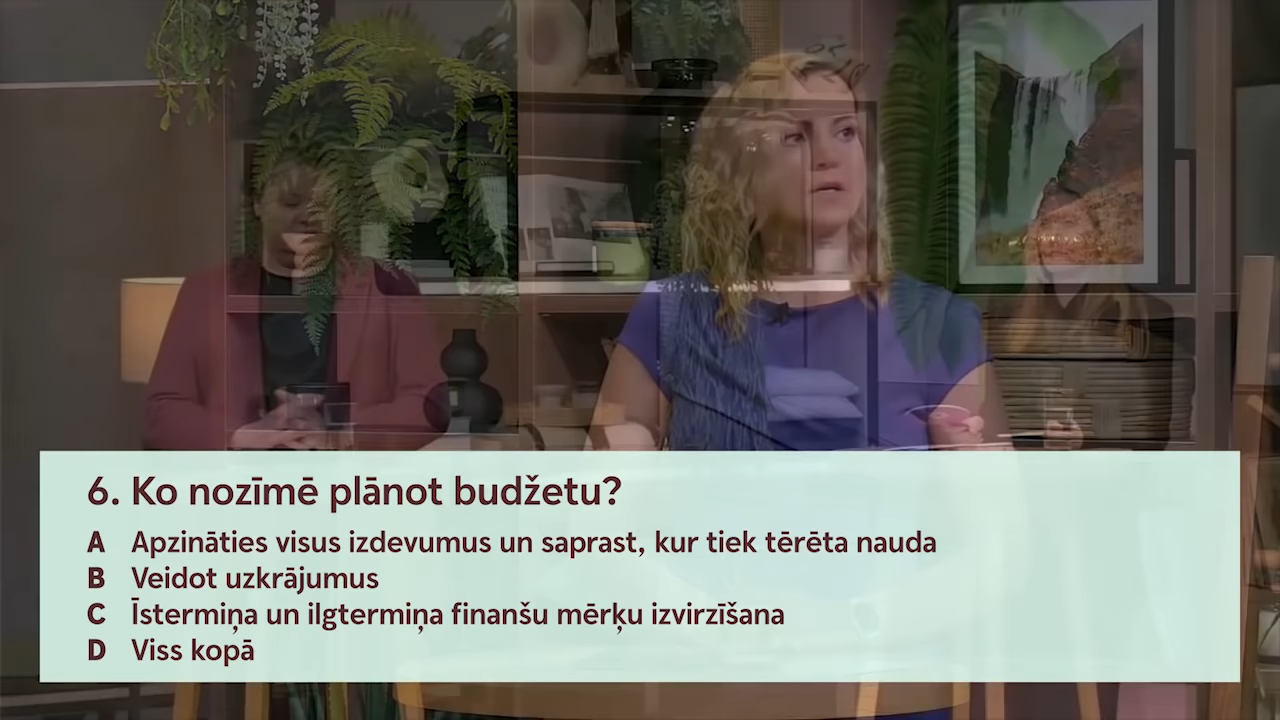 6. Ko nozīmē plānot budžetu?
A Apzināties visus izdevumus un saprast, kur tiek tērēta nauda
B Veidot uzkrājumus
C Īstermiņa un ilgtermiņa finanšu mērķu izvirzīšana
D Viss kopā